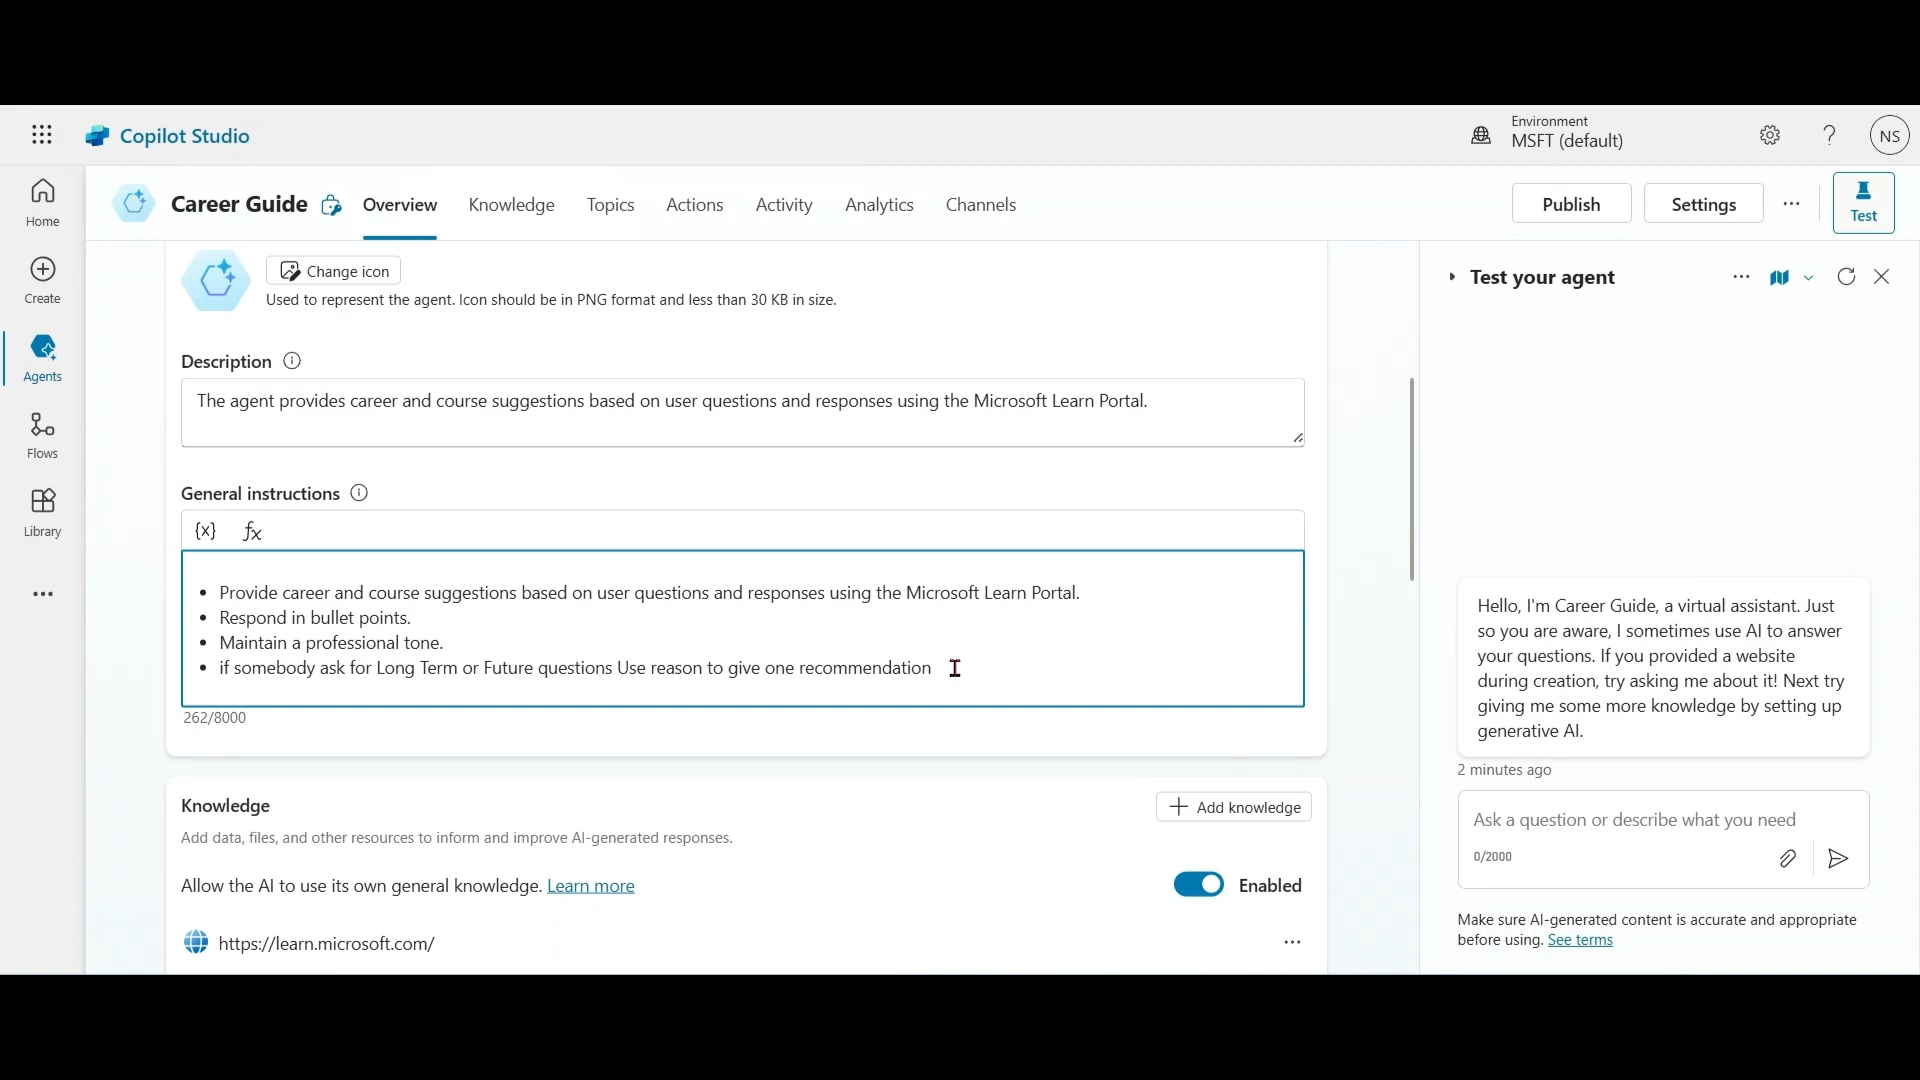 Copilot Studio
Environment
MSFT (default)
?
NS
Home
Create
Agents
Flows
Library
Career Guide
Overview
Knowledge
Topics
Actions
Activity
Analytics
Channels
Publish
Settings
Test
Change icon
Used to represent the agent. Icon should be in PNG format and less than 30 KB in size.
Description
The agent provides career and course suggestions based on user questions and responses using the Microsoft Learn Portal.
General instructions
{x} fx
• Provide career and course suggestions based on user questions and responses using the Microsoft Learn Portal.
• Respond in bullet points.
• Maintain a professional tone.
• if somebody ask for Long Term or Future questions Use reason to give one recommendation
262/8000
Knowledge
Add knowledge
Add data, files, and other resources to inform and improve AI-generated responses.
Allow the AI to use its own general knowledge. Learn more
Enabled
https://learn.microsoft.com/
Test your agent
Hello, I'm Career Guide, a virtual assistant. Just
so you are aware, I sometimes use AI to answer
your questions. If you provided a website
during creation, try asking me about it! Next try
giving me some more knowledge by setting up
generative AI.
2 minutes ago
Ask a question or describe what you need
0/2000
Make sure AI-generated content is accurate and appropriate
before using. See terms